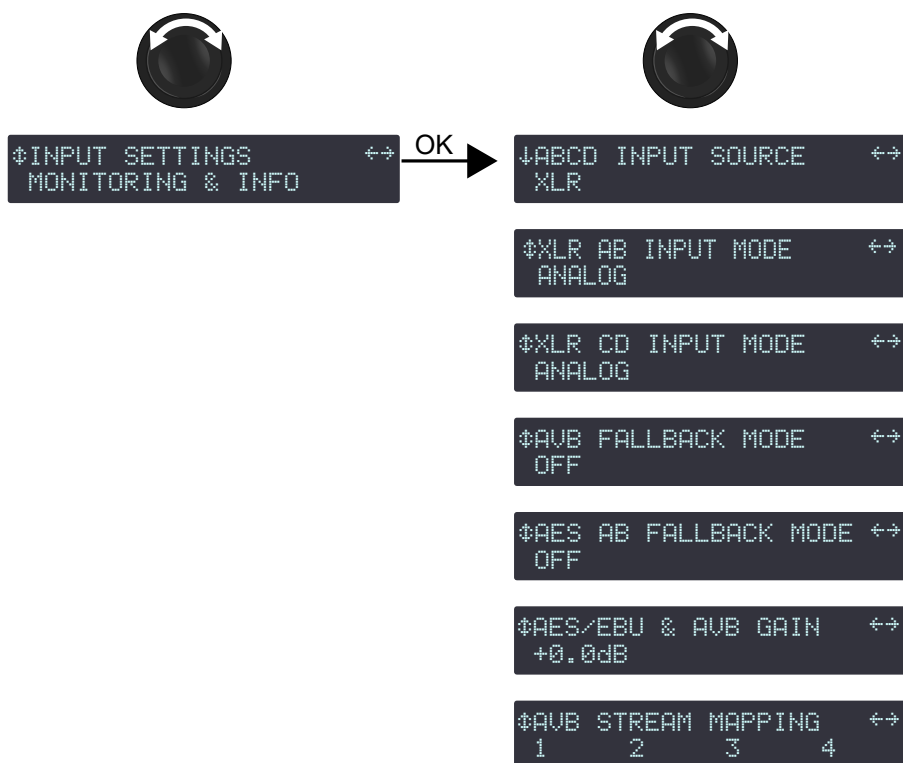 ↕INPUT SETTINGS ↔
MONITORING & INFO
OK
↓ABCD INPUT SOURCE ↔
XLR
↕XLR AB INPUT MODE ↔
ANALOG
↕XLR CD INPUT MODE ↔
ANALOG
↕AVB FALLBACK MODE ↔
OFF
↕AES AB FALLBACK MODE ↔
OFF
↕AES/EBU & AVB GAIN ↔
+0.0dB
↕AVB STREAM MAPPING ↔
1 2 3 4